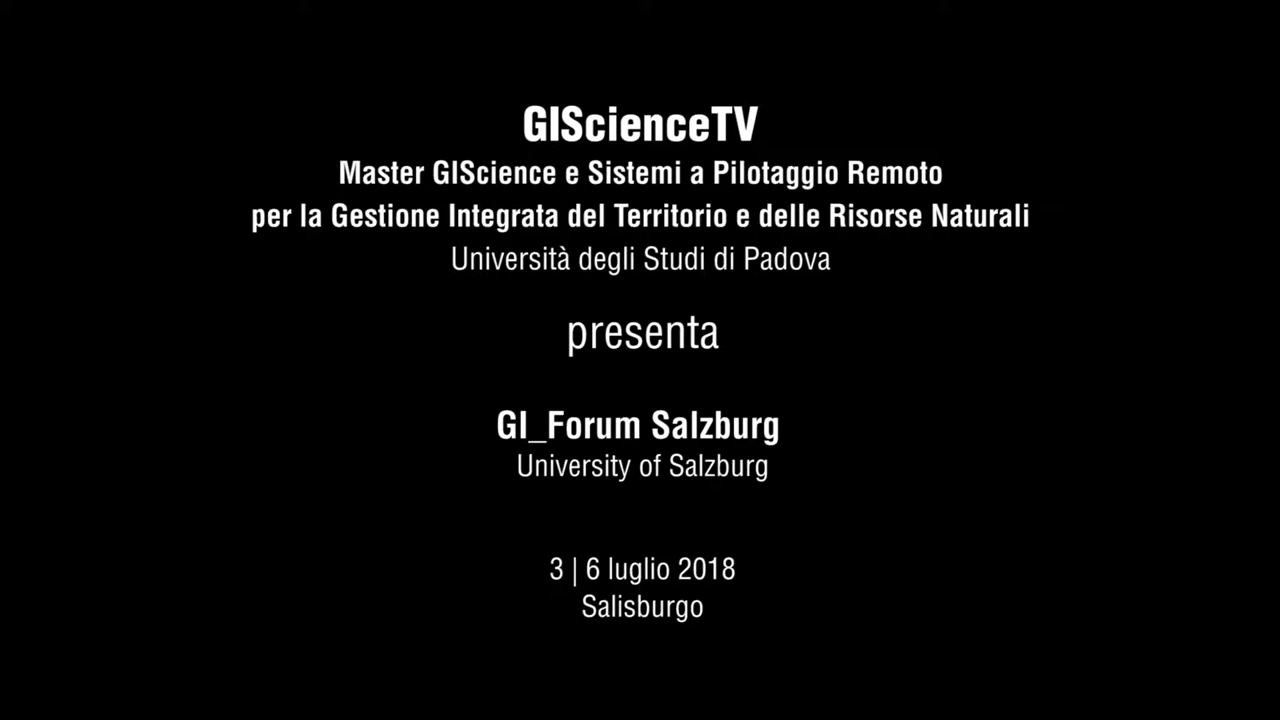 GIScienceTV
Master GIScience e Sistemi a Pilotaggio Remoto
per la Gestione Integrata del Territorio e delle Risorse Naturali
Università degli Studi di Padova
presenta
GI_Forum Salzburg
University of Salzburg
3 | 6 luglio 2018
Salisburgo